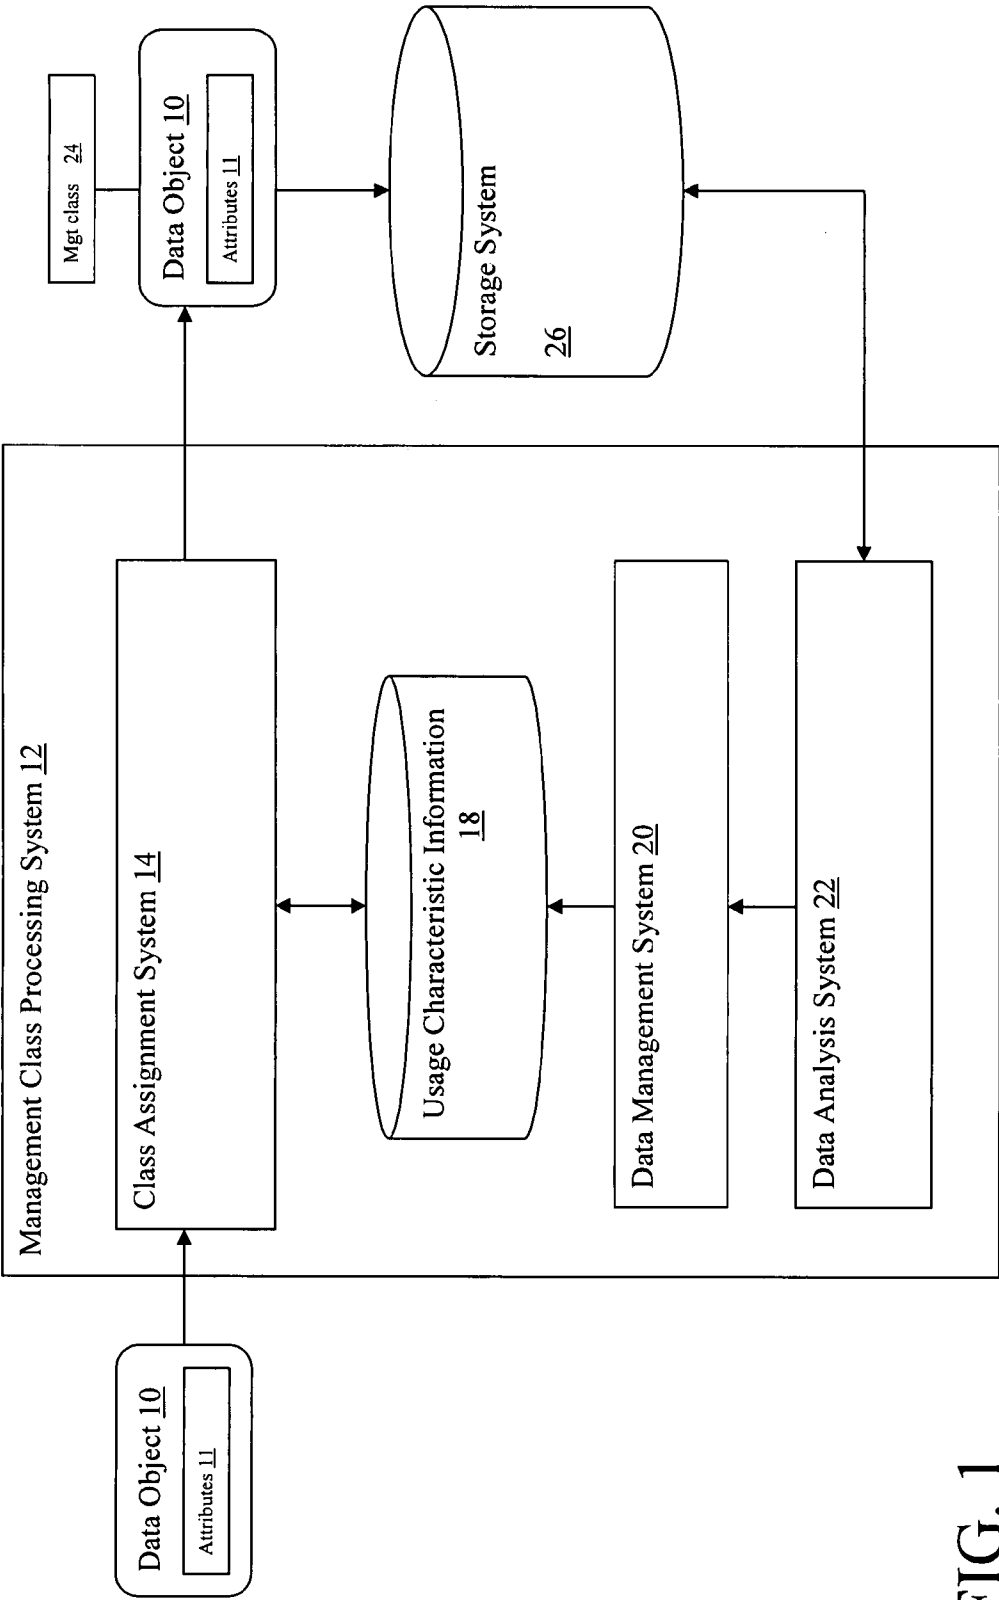 Management Class Processing System 12
Data Object 10
Attributes 11
Class Assignment System 14
Usage Characteristic Information
18
Data Management System 20
Data Analysis System 22
Mgt class 24
Data Object 10
Attributes 11
Storage System
26
FIG. 1